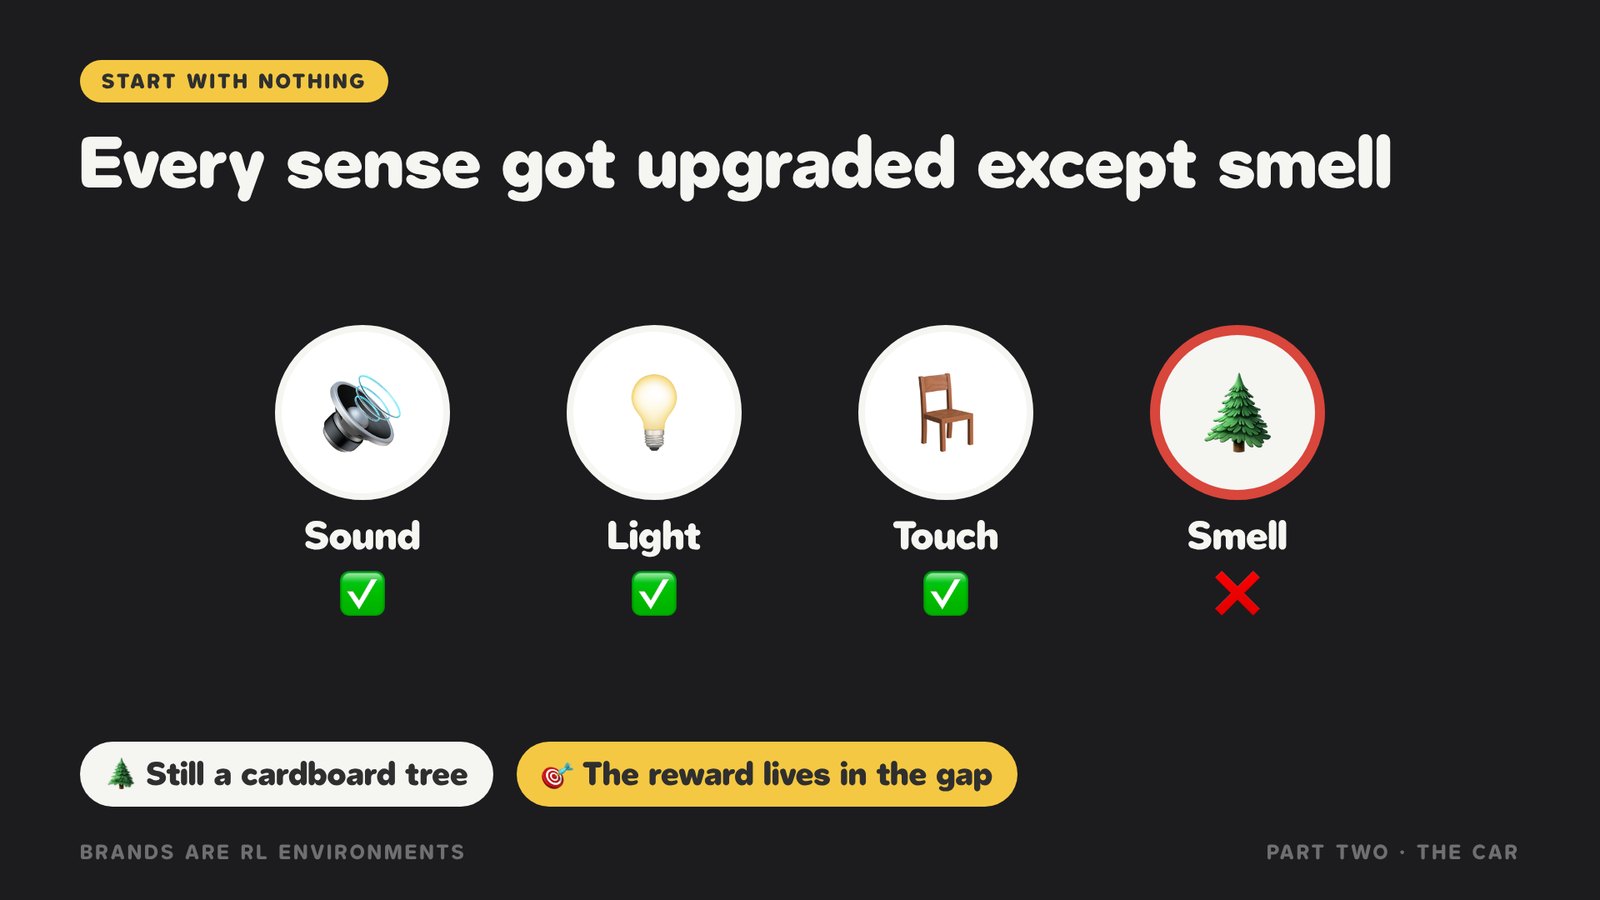 START WITH NOTHING
Every sense got upgraded except smell
Sound
Light
Touch
Smell
Still a cardboard tree
The reward lives in the gap
BRANDS ARE RL ENVIRONMENTS
PART TWO · THE CAR